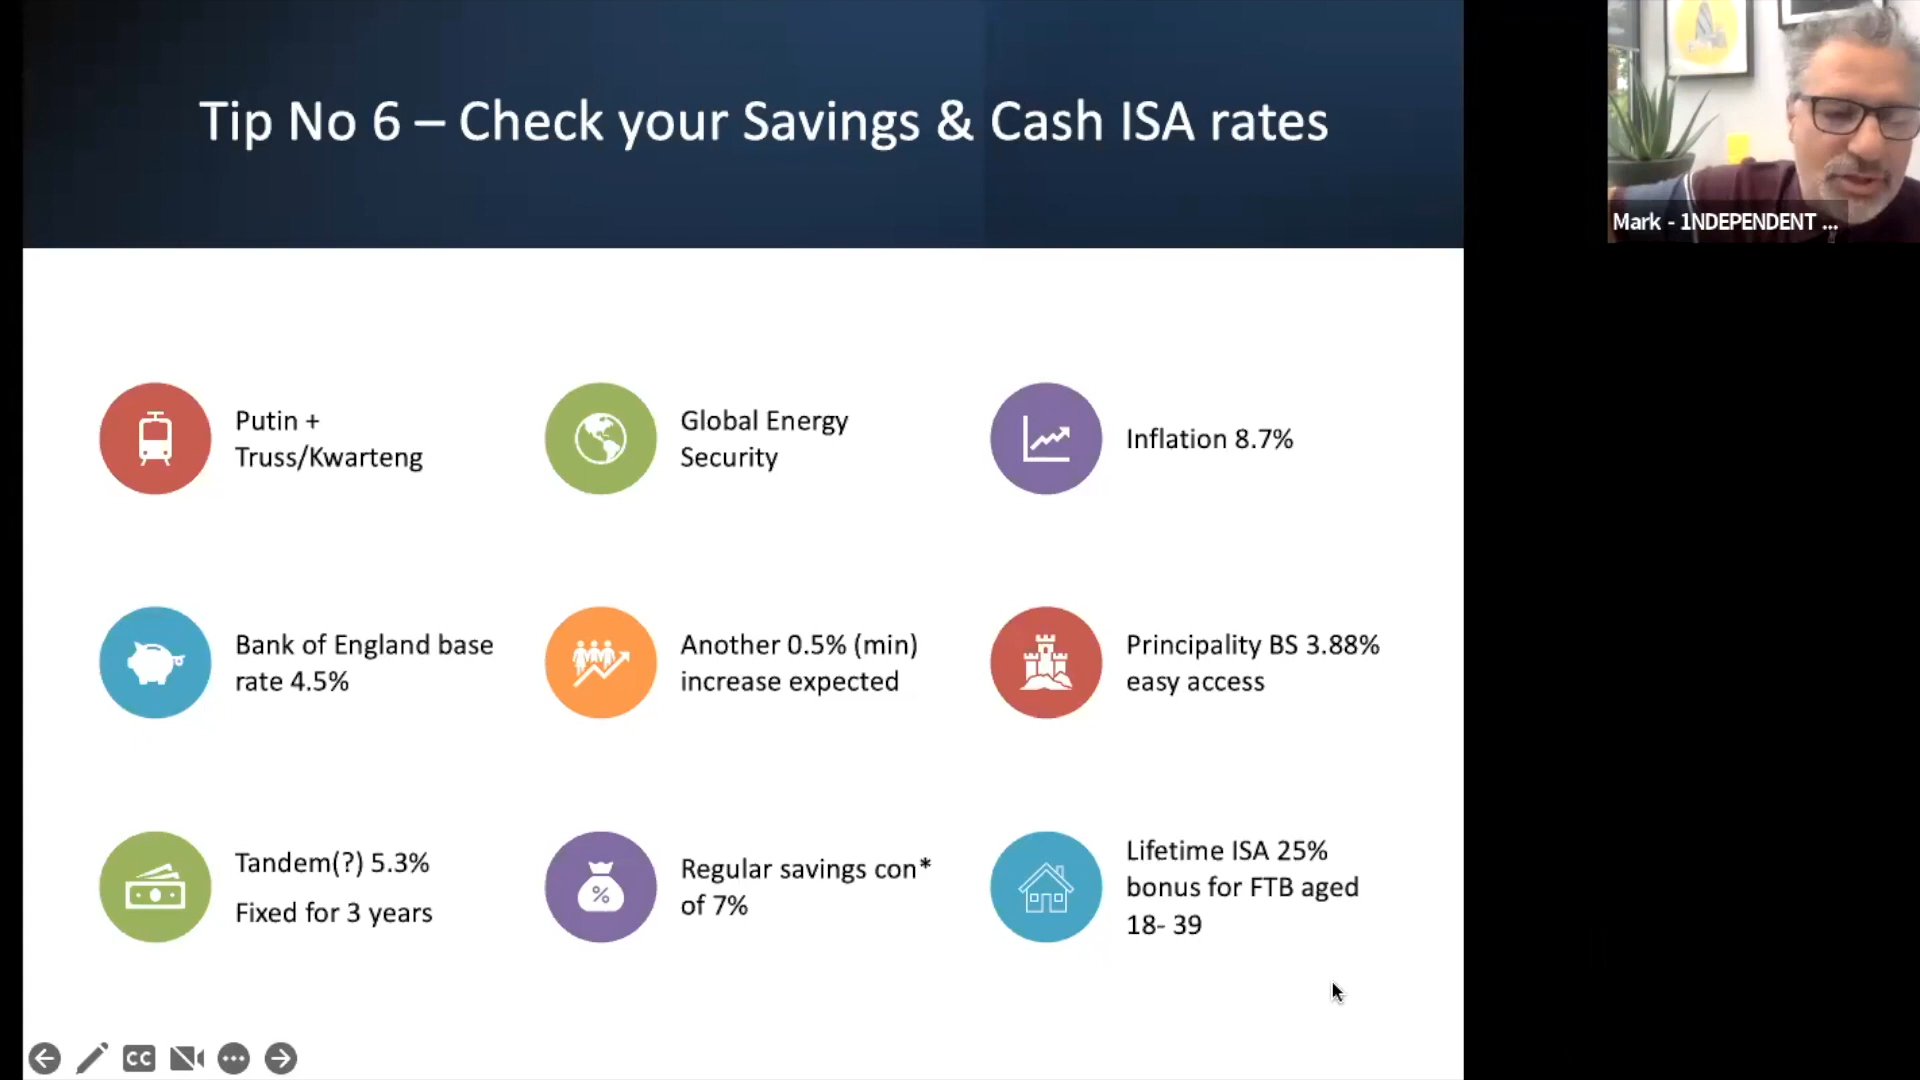 Tip No 6 – Check your Savings & Cash ISA rates
Mark - 1NDEPENDENT ...
Putin +
Truss/Kwarteng
Global Energy
Security
Inflation 8.7%
Bank of England base
rate 4.5%
Another 0.5% (min)
increase expected
Principality BS 3.88%
easy access
Tandem(?) 5.3%
Fixed for 3 years
Regular savings con*
of 7%
%
Lifetime ISA 25%
bonus for FTB aged
18- 39
CC